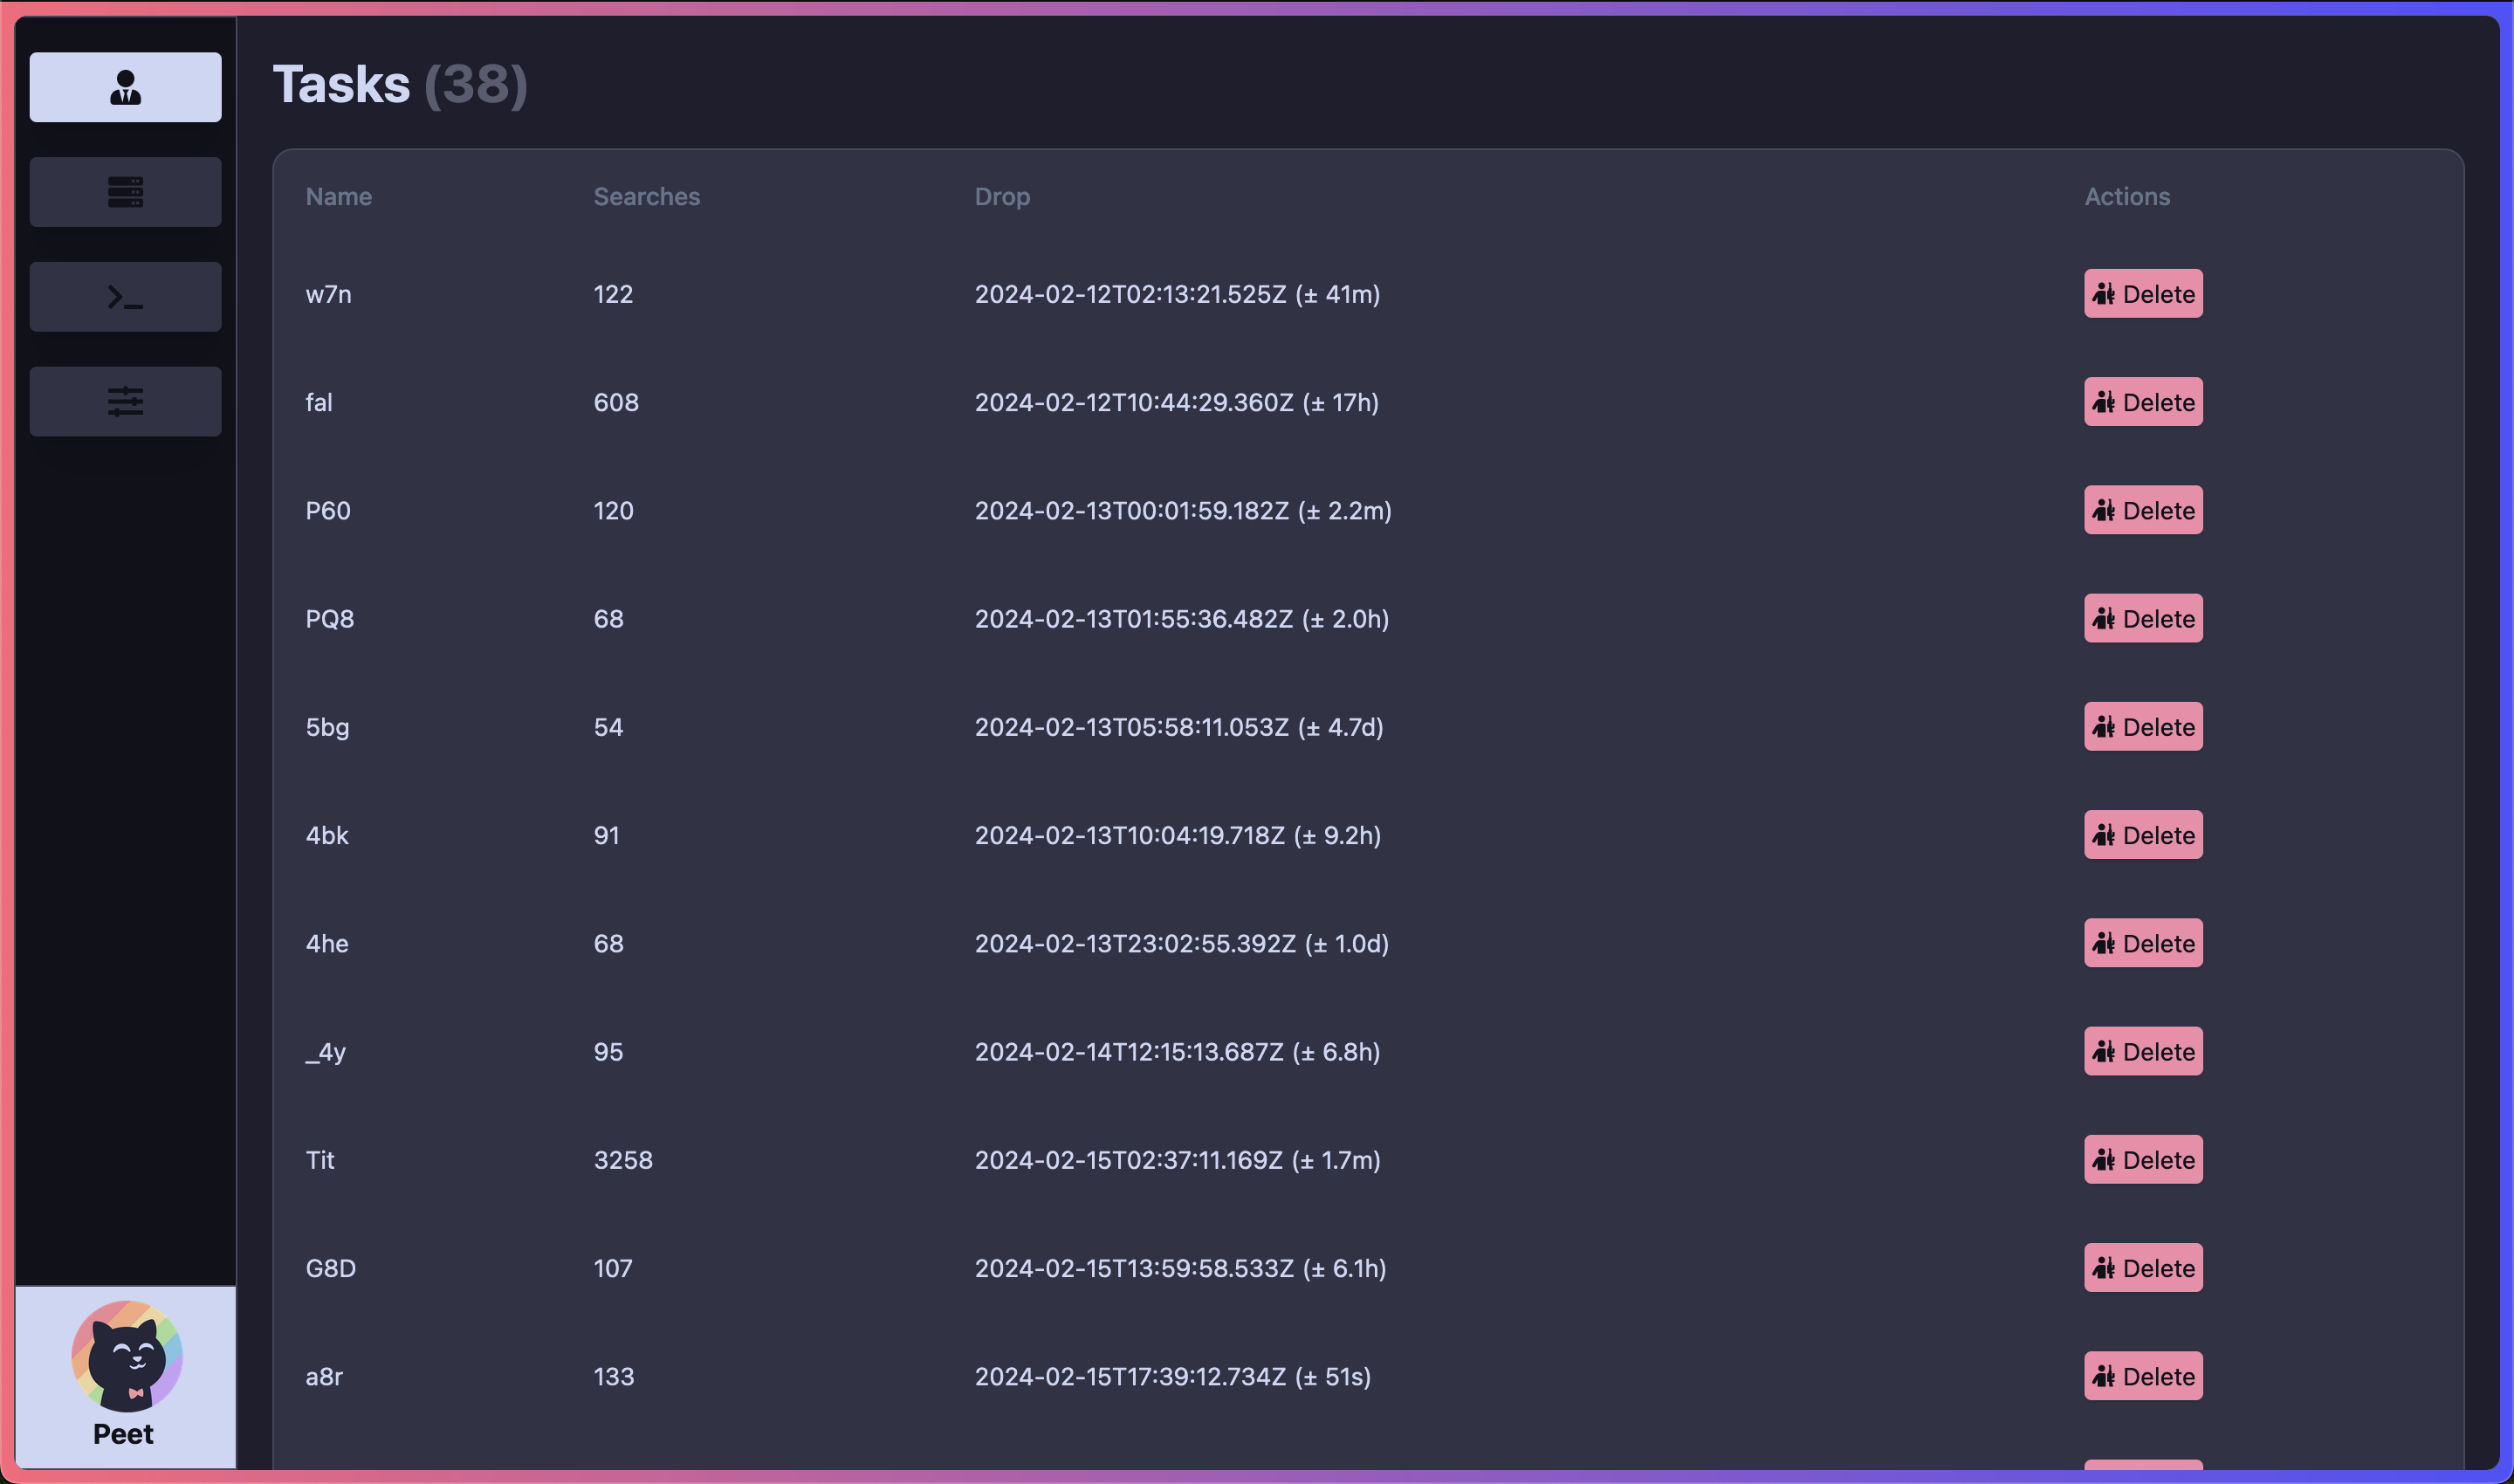 Tasks (38)
Name Searches Drop Actions
w7n 122 2024-02-12T02:13:21.525Z (± 41m) Delete
fal 608 2024-02-12T10:44:29.360Z (± 17h) Delete
P60 120 2024-02-13T00:01:59.182Z (± 2.2m) Delete
PQ8 68 2024-02-13T01:55:36.482Z (± 2.0h) Delete
5bg 54 2024-02-13T05:58:11.053Z (± 4.7d) Delete
4bk 91 2024-02-13T10:04:19.718Z (± 9.2h) Delete
4he 68 2024-02-13T23:02:55.392Z (± 1.0d) Delete
_4y 95 2024-02-14T12:15:13.687Z (± 6.8h) Delete
Tit 3258 2024-02-15T02:37:11.169Z (± 1.7m) Delete
G8D 107 2024-02-15T13:59:58.533Z (± 6.1h) Delete
a8r 133 2024-02-15T17:39:12.734Z (± 51s) Delete
Peet